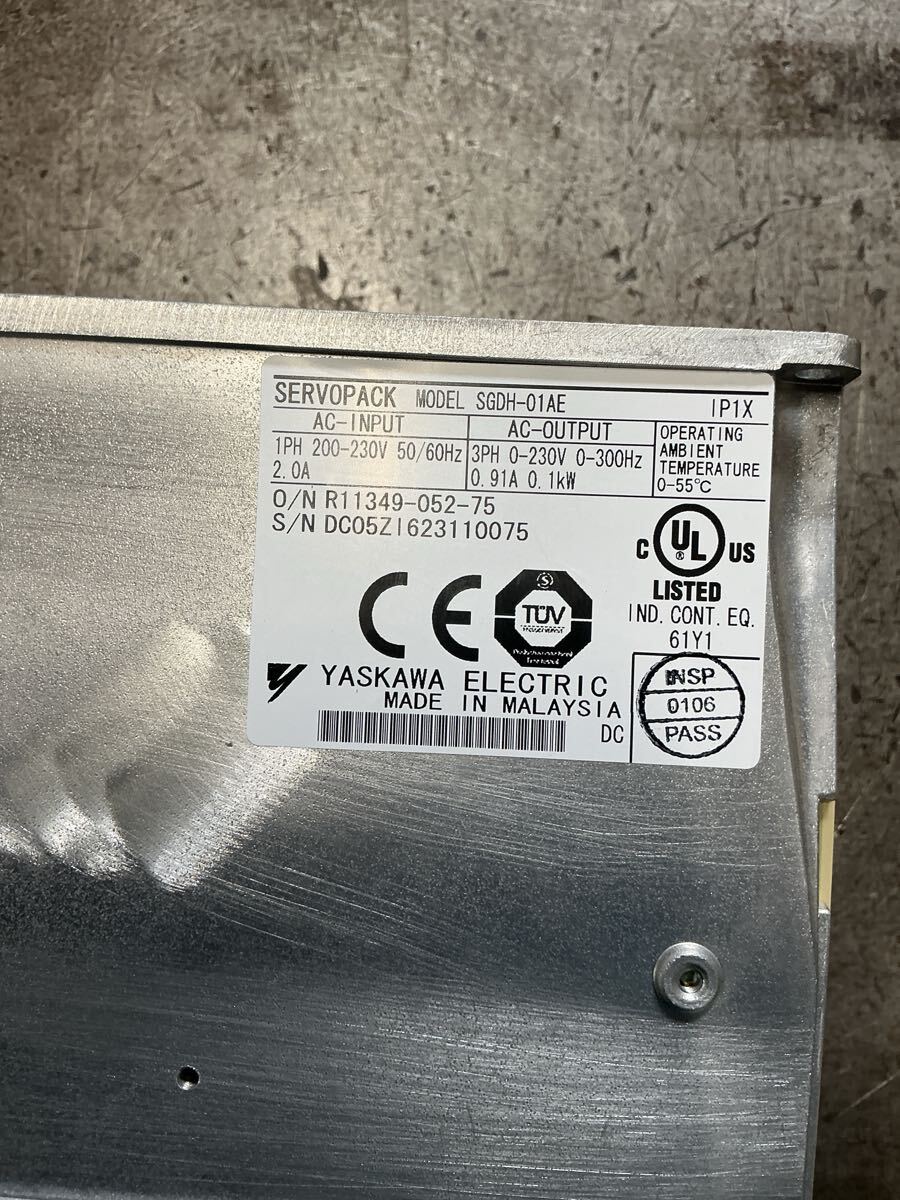 SERVOPACK MODEL SGDH-01AE IP1X
AC-INPUT
1PH 200-230V 50/60Hz
2.0A
AC-OUTPUT
3PH 0-230V 0-300Hz
0.91A 0.1kW
OPERATING
AMBIENT
TEMPERATURE
0-55℃
O/N R11349-052-75
S/N DC05ZI623110075
CE
TÜV
C UL ® US
LISTED
IND. CONT. EQ.
61Y1
YASKAWA ELECTRIC
MADE IN MALAYSIA
DC
INSP
0106
PASS